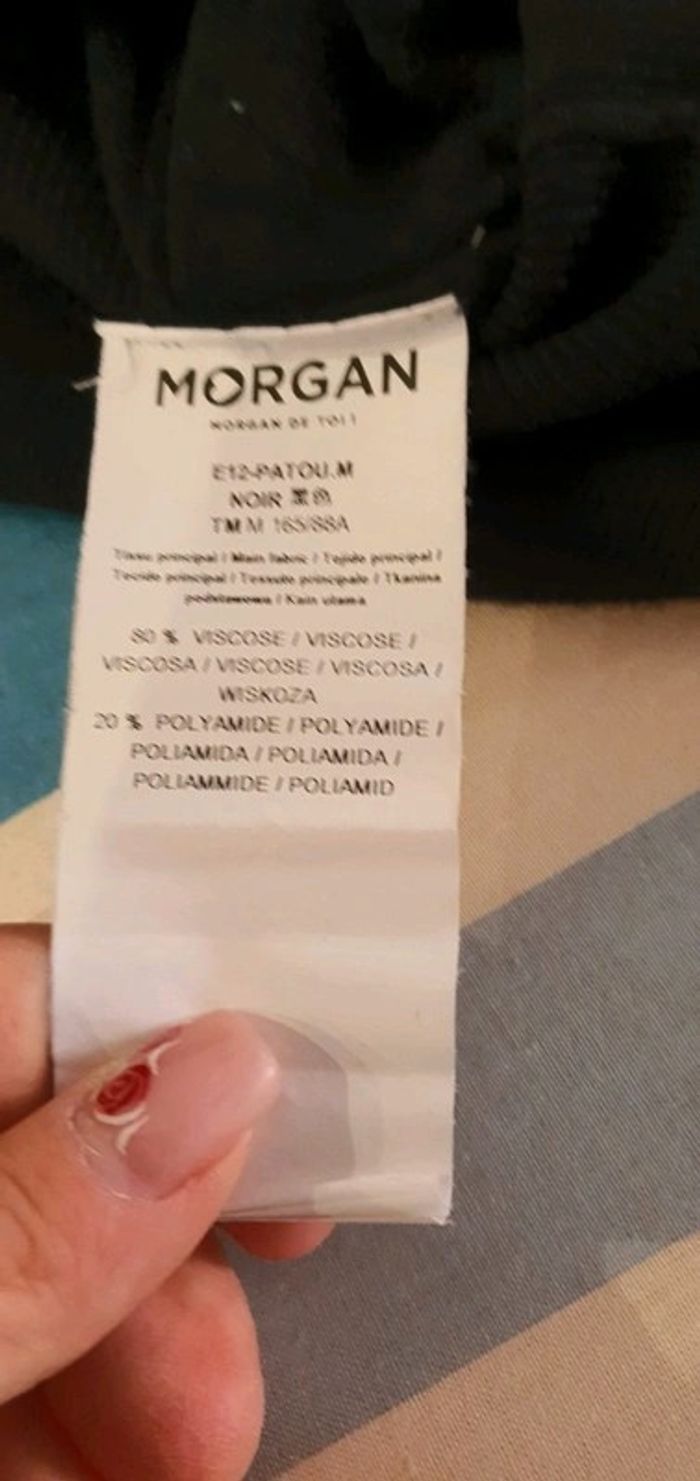 MORGAN
MORGAN DE TOI !
E12-PATOU.M
NOIR 黑色
TM M 165/88A
Tissu principal / Main fabric / Tejido principal /
Tecido principal / Tessuto principale / Tkanina
podstawowa / Kain utama
80 % VISCOSE / VISCOSE /
VISCOSA / VISCOSE / VISCOSA /
WISKOZA
20 % POLYAMIDE / POLYAMIDE /
POLIAMIDA / POLIAMIDA /
POLIAMMIDE / POLIAMID